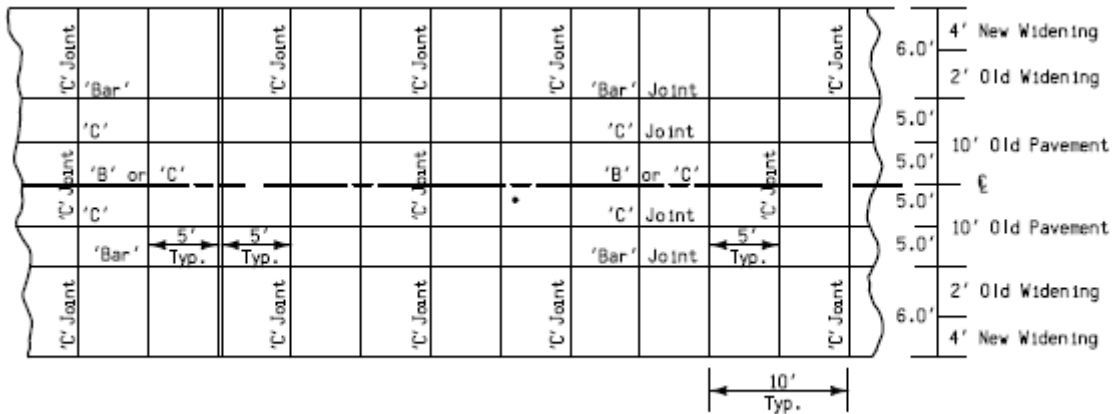 'C' Joint 'C' Joint 'C' Joint 'C' Joint 'C' Joint
6.0' 4' New Widening
2' Old Widening
'Bar' 'Bar' Joint
'C' 'C' Joint
5.0'
10' Old Pavement
'C' Joint 'C' Joint 'C' Joint
'B' or 'C' 'B' or 'C'
5.0'
℄
'C' Joint 'C' Joint
'C' 'C' Joint
5.0'
10' Old Pavement
5' 5' 5'
'Bar' Typ. Typ. 'Bar' Joint Typ.
5.0'
'C' Joint 'C' Joint 'C' Joint 'C' Joint 'C' Joint
2' Old Widening
6.0'
4' New Widening
10'
Typ.